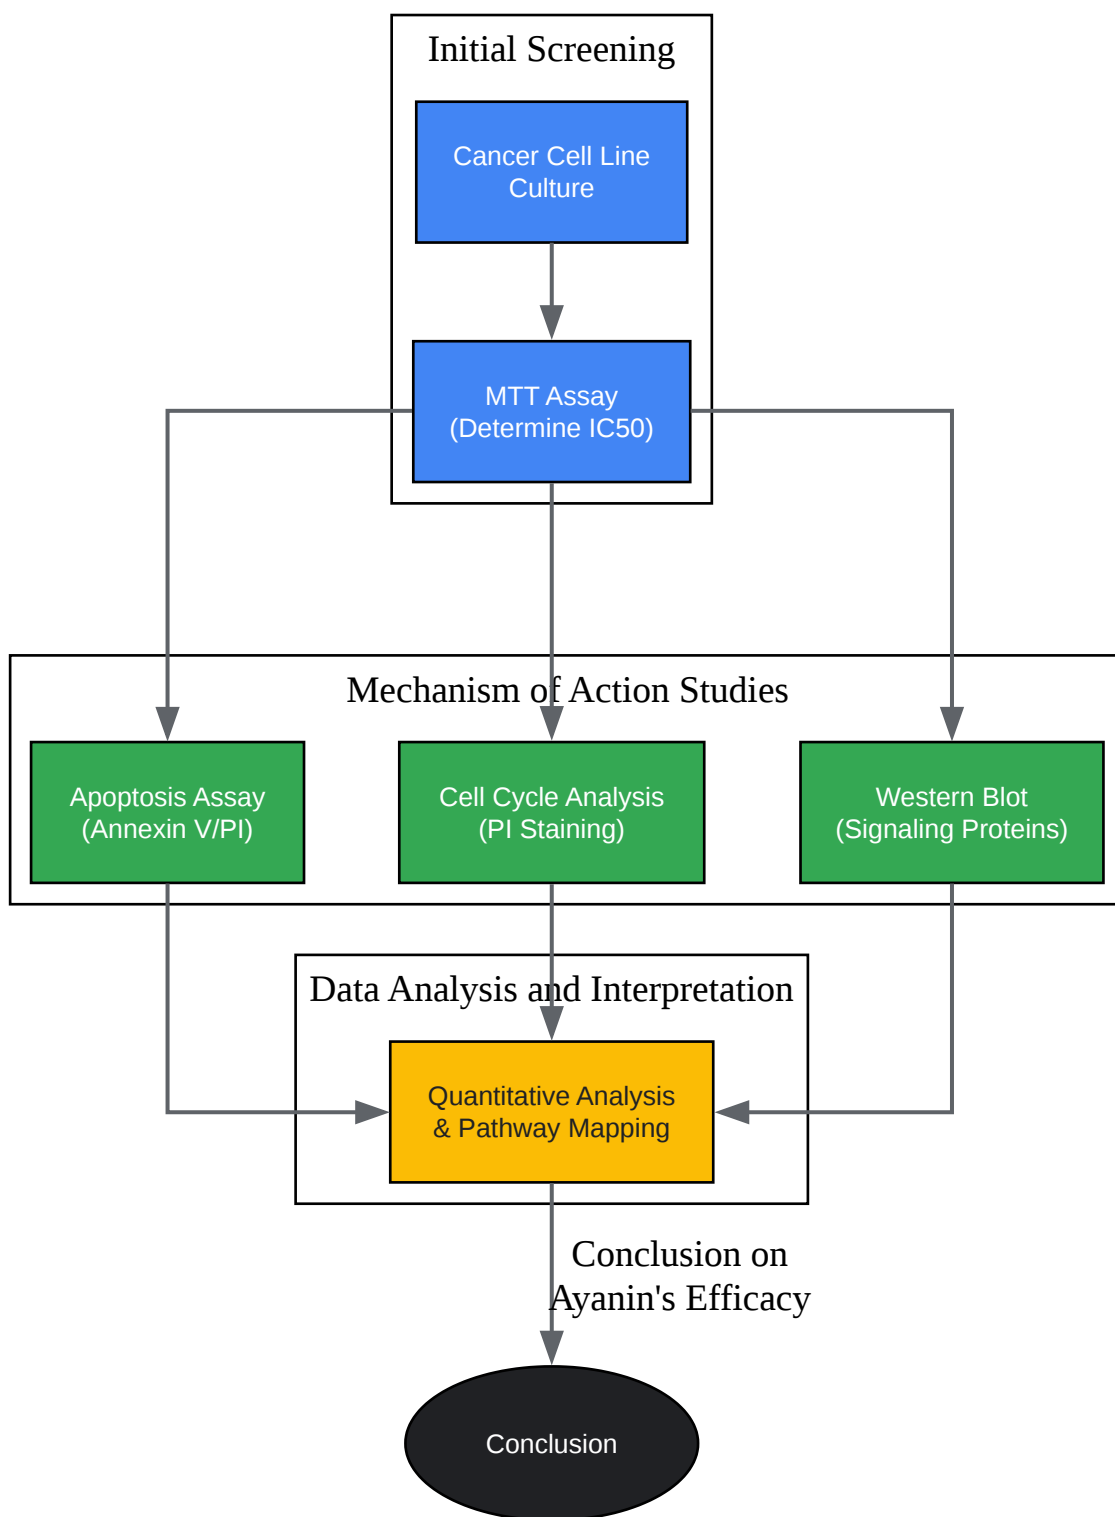 Initial Screening
Cancer Cell Line
Culture
MTT Assay
(Determine IC50)
Mechanism of Action Studies
Apoptosis Assay
(Annexin V/PI)
Cell Cycle Analysis
(PI Staining)
Western Blot
(Signaling Proteins)
Data Analysis and Interpretation
Quantitative Analysis
& Pathway Mapping
Conclusion on
Ayanin's Efficacy
Conclusion